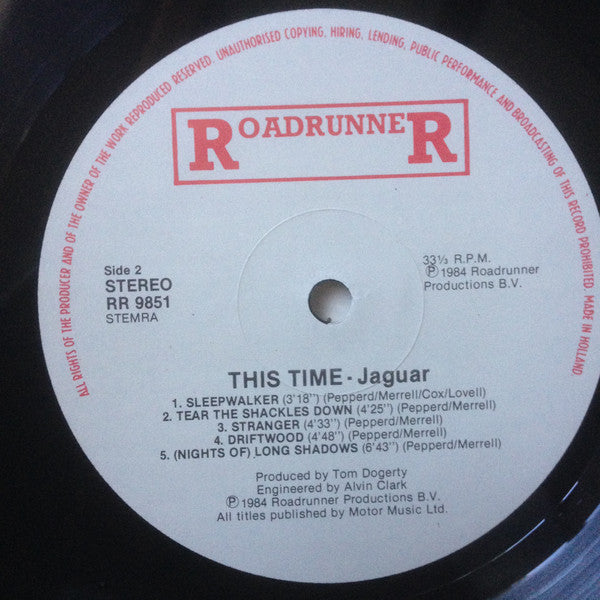 ALL RIGHTS OF THE PRODUCER AND OF THE OWNER OF THE WORK REPRODUCED RESERVED. UNAUTHORISED COPYING, HIRING, LENDING, PUBLIC PERFORMANCE AND BROADCASTING OF THIS RECORD PROHIBITED. MADE IN HOLLAND
ROADRUNNER
Side 2
STEREO
RR 9851
STEMRA
33⅓ R.P.M.
Ⓟ 1984 Roadrunner
Productions B.V.
THIS TIME - Jaguar
1. SLEEPWALKER (3'18'') (Pepperd/Merrell/Cox/Lovell)
2. TEAR THE SHACKLES DOWN (4'25'') (Pepperd/Merrell)
3. STRANGER (4'33'') (Pepperd/Merrell)
4. DRIFTWOOD (4'48'') (Pepperd/Merrell)
5. (NIGHTS OF) LONG SHADOWS (6'43'') (Pepperd/Merrell)
Produced by Tom Dogerty
Engineered by Alvin Clark
Ⓟ 1984 Roadrunner Productions B.V.
All titles published by Motor Music Ltd.